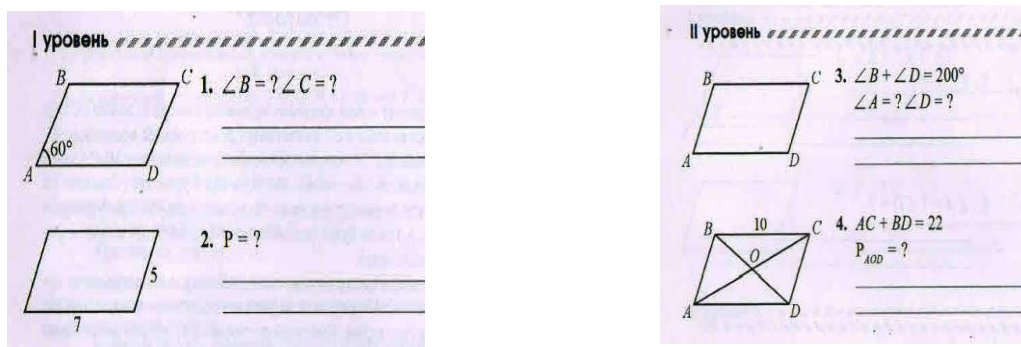 I уровень
B C 1. ∠B = ? ∠C = ?
60°
A D
2. P = ?
5
7
II уровень
B C 3. ∠B + ∠D = 200°
∠A = ? ∠D = ?
A D
B 10 C 4. AC + BD = 22
O P_AOD = ?
A D